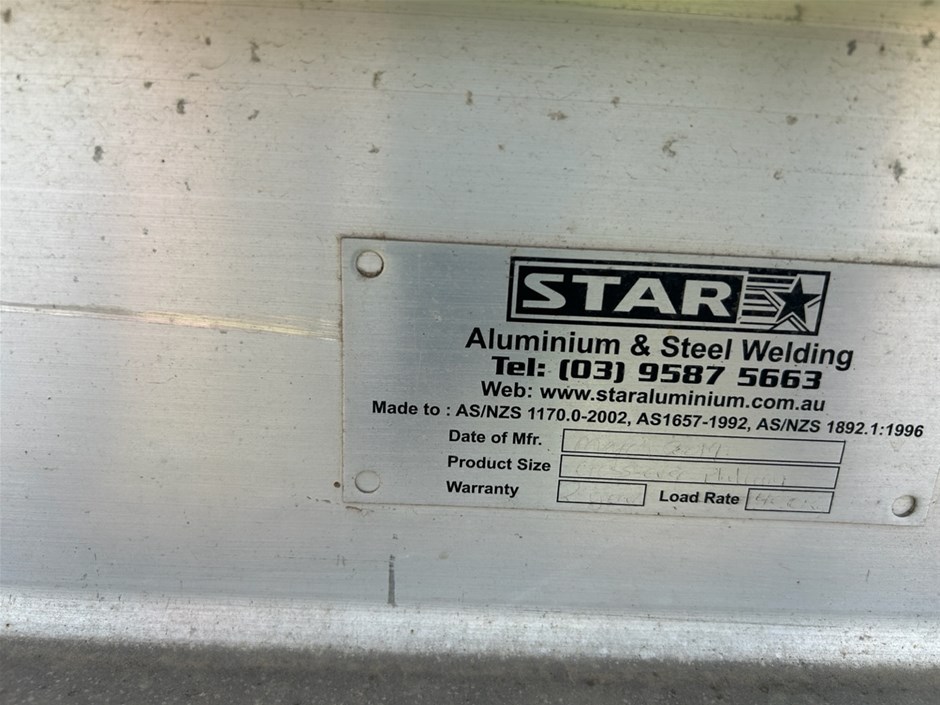 STAR
Aluminium & Steel Welding
Tel: (03) 9587 5663
Web: www.staraluminium.com.au
Made to : AS/NZS 1170.0-2002, AS1657-1992, AS/NZS 1892.1:1996
Date of Mfr.
Product Size
Warranty Load Rate